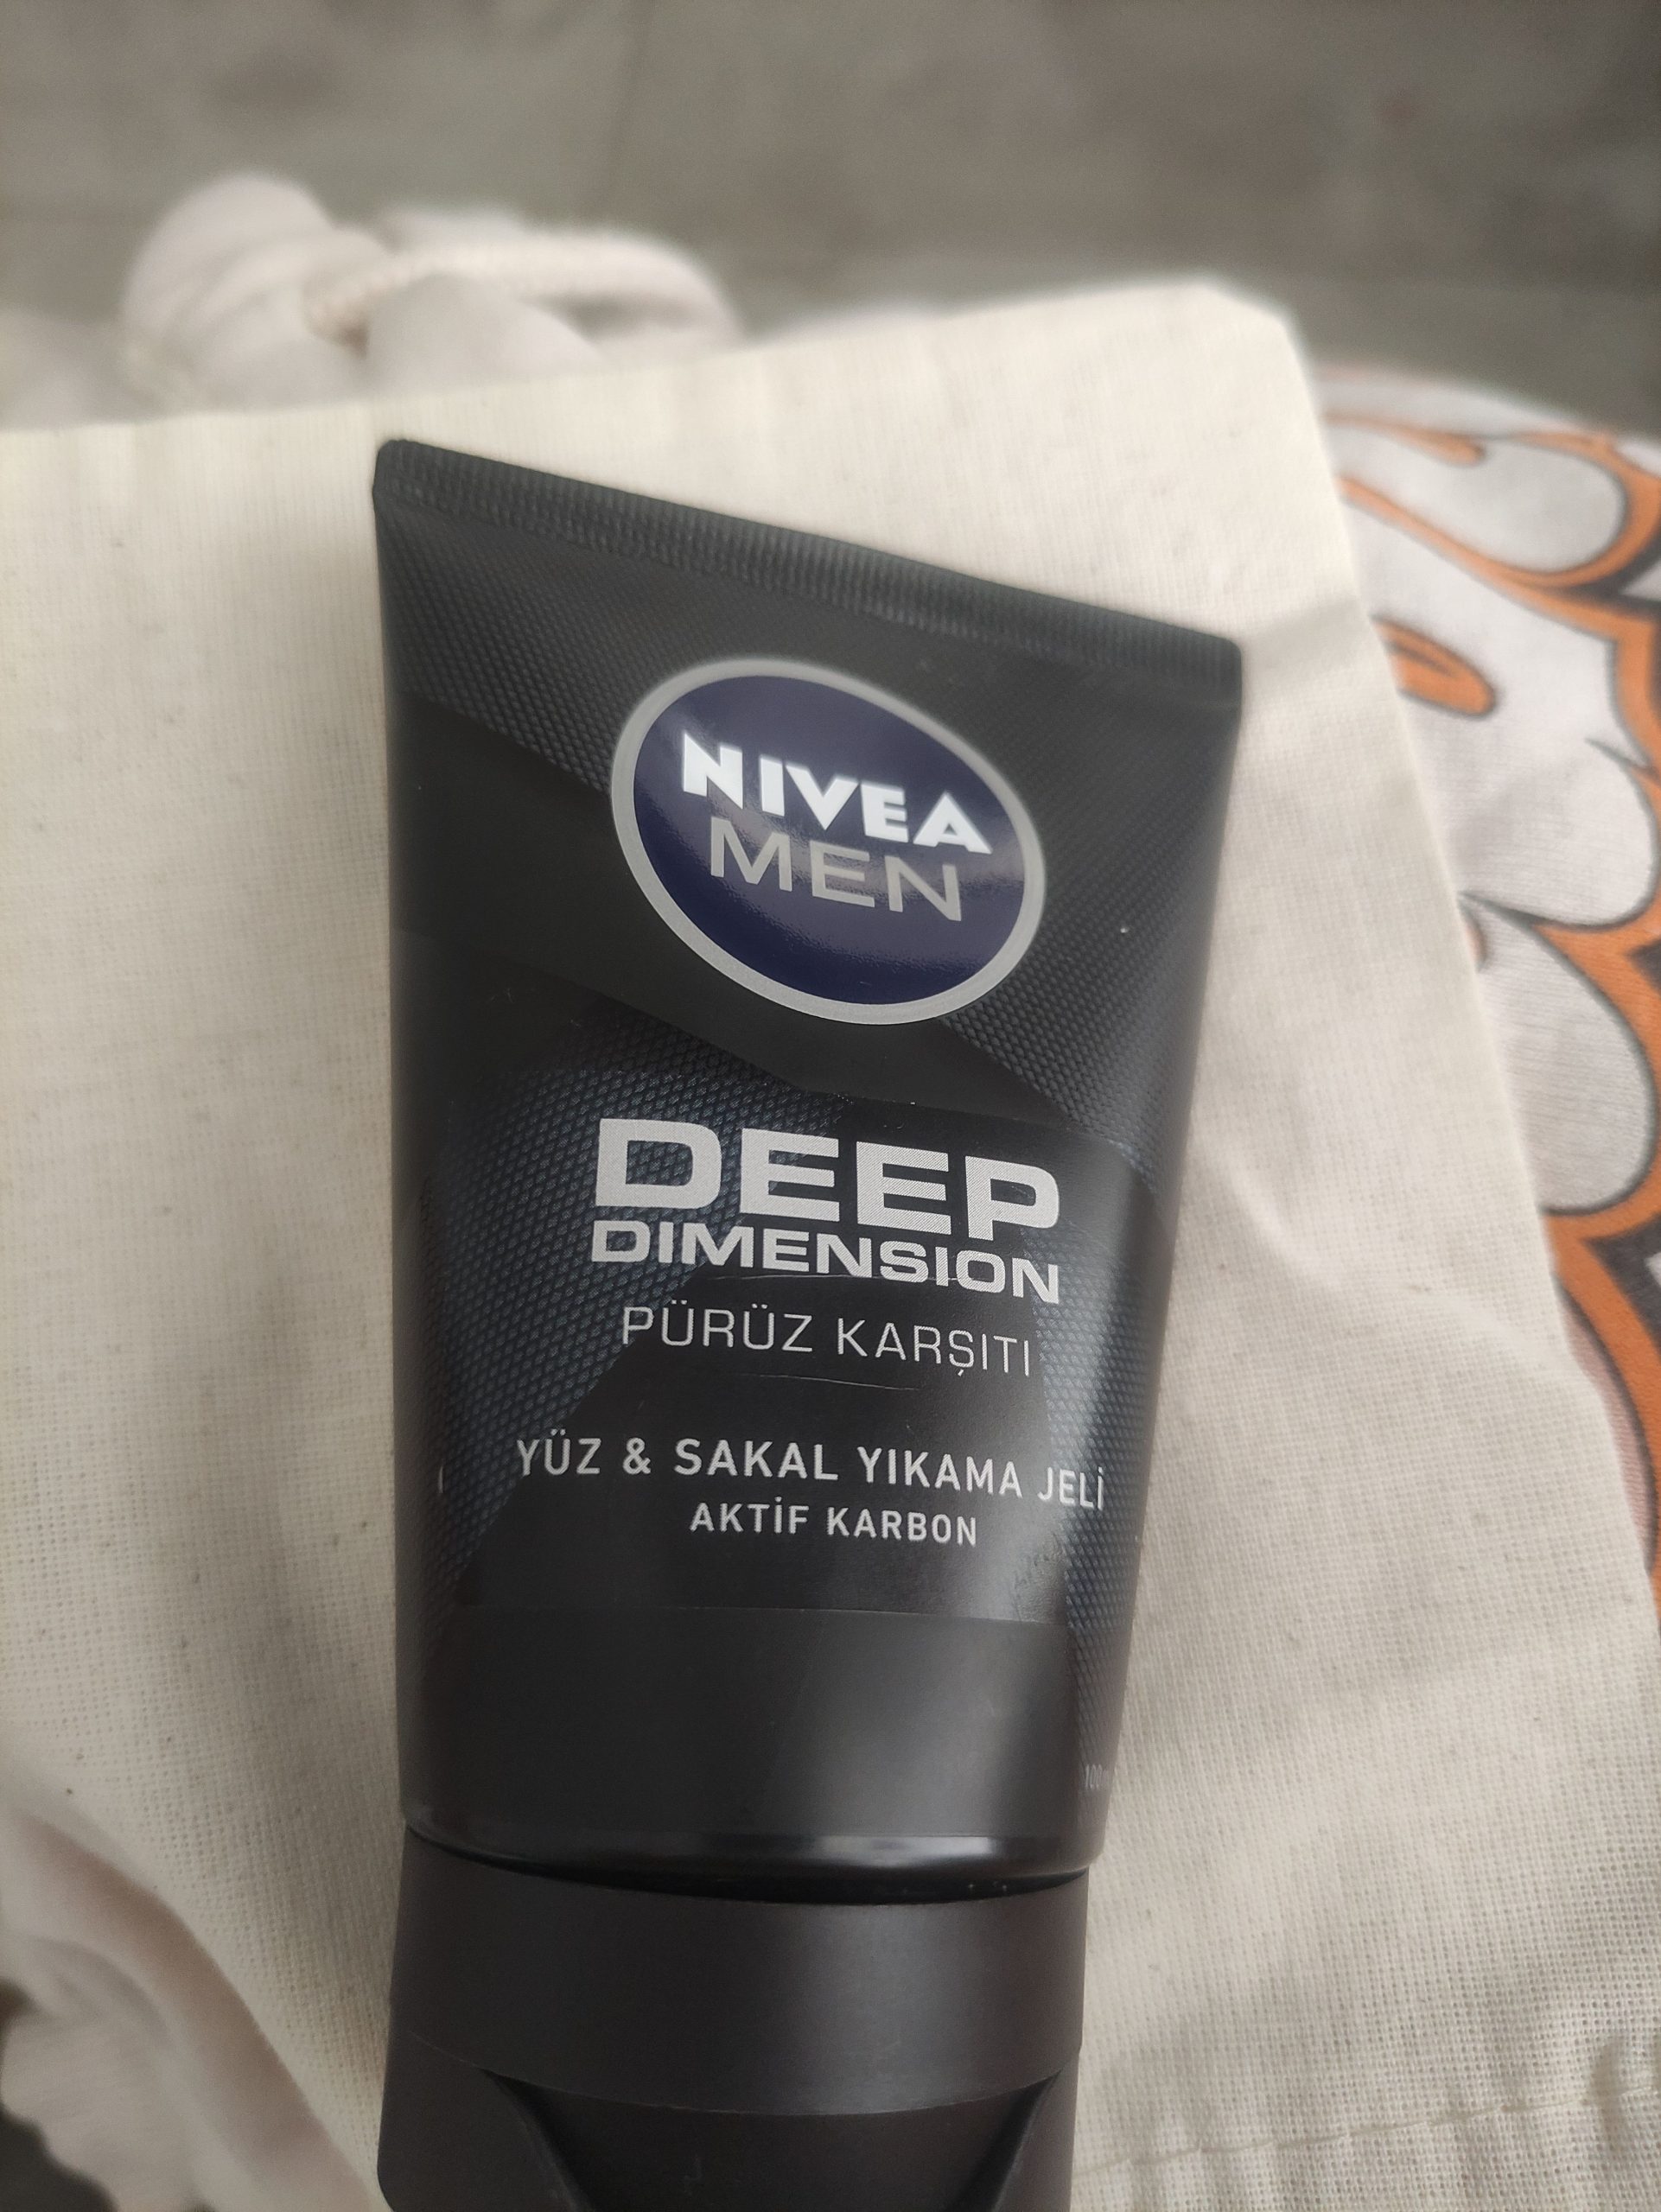 NIVEA
MEN
DEEP
DIMENSION
PÜRÜZ KARŞITI
YÜZ & SAKAL YIKAMA JELİ
AKTİF KARBON